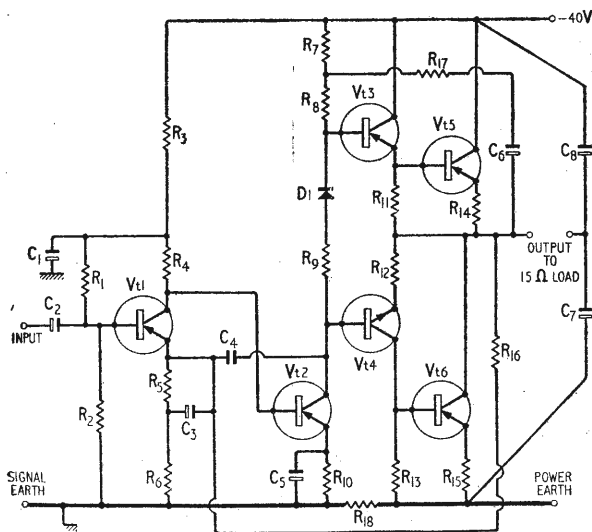 −40V
R7
R17
R8
Vt3
R3
Vt5
C6
C8
D1
R11
R14
C1
R4
R1
R9
R12
OUTPUT
TO
15 Ω LOAD
Vt1
C2
INPUT
C7
C4
Vt4
R16
R5
Vt2
Vt6
R2
C3
R6
C5
R10
R13
R15
SIGNAL
EARTH
R18
POWER
EARTH